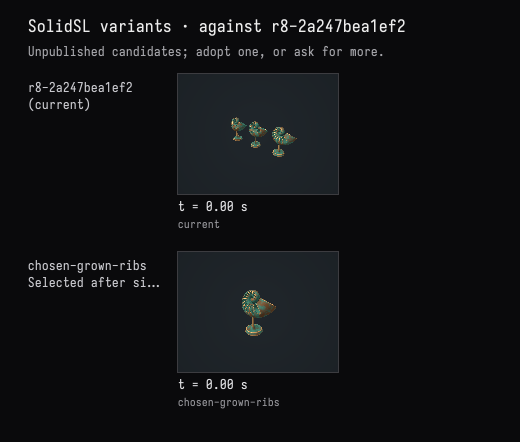 SolidSL variants · against r8-2a247bea1ef2
Unpublished candidates; adopt one, or ask for more.
r8-2a247bea1ef2
(current)
t = 0.00 s
current
chosen-grown-ribs
Selected after si…
t = 0.00 s
chosen-grown-ribs